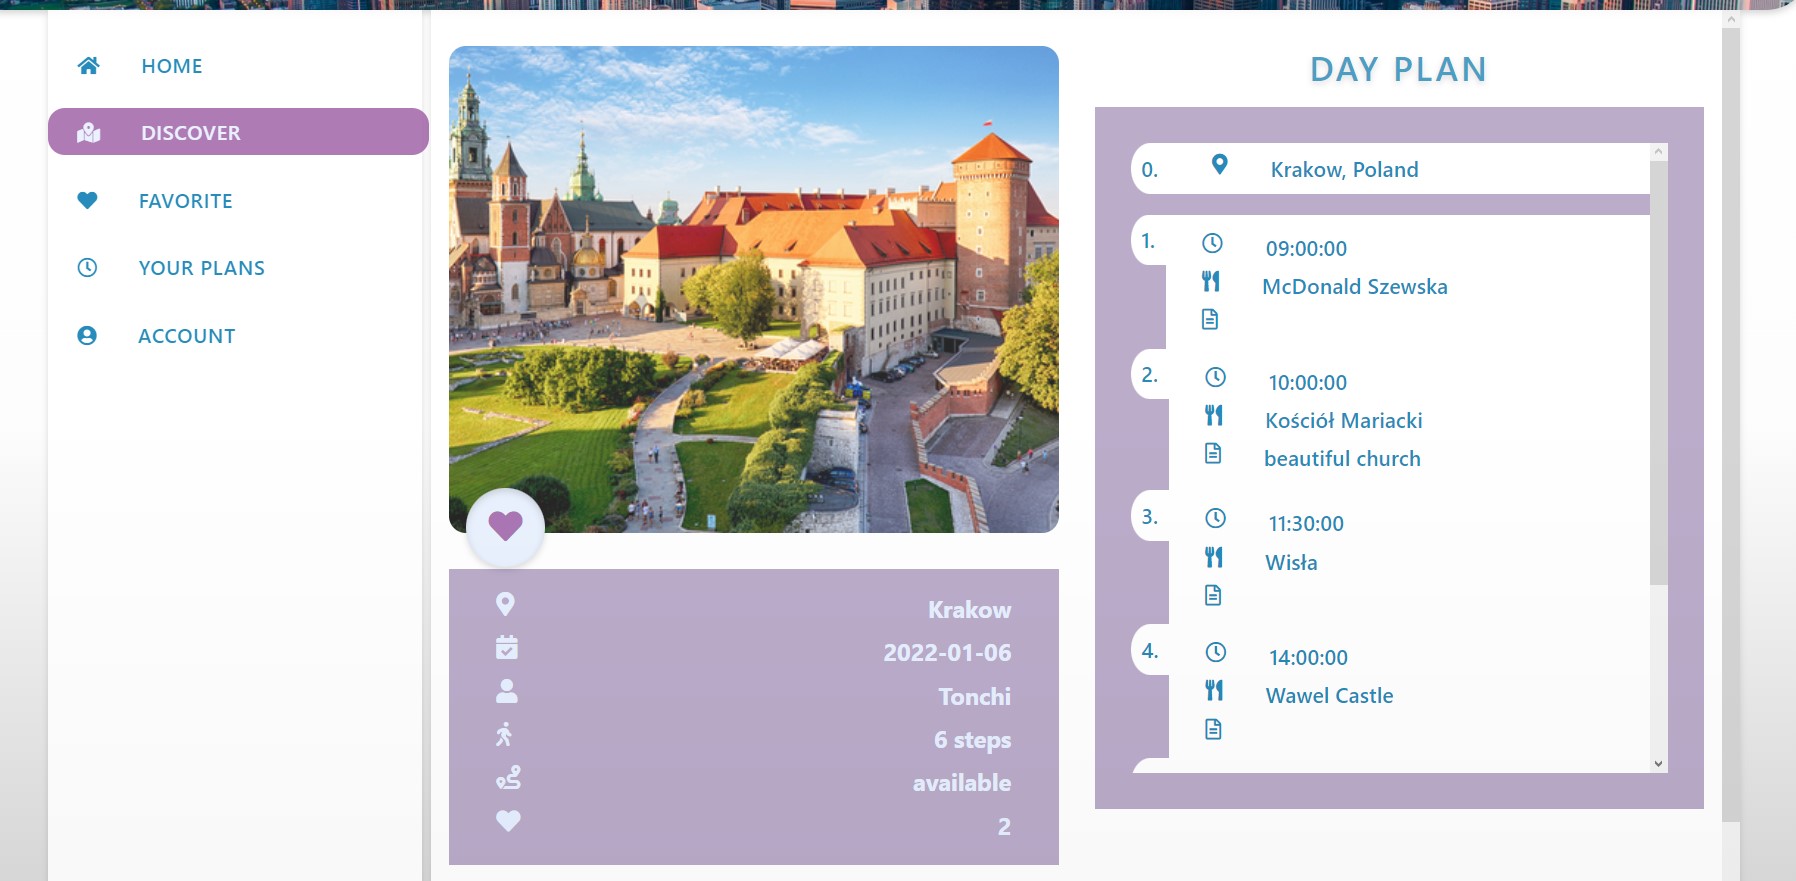 HOME
DISCOVER
FAVORITE
YOUR PLANS
ACCOUNT
Krakow
2022-01-06
Tonchi
6 steps
available
2
DAY PLAN
0. Krakow, Poland
1. 09:00:00
McDonald Szewska
2. 10:00:00
Kościół Mariacki
beautiful church
3. 11:30:00
Wisła
4. 14:00:00
Wawel Castle